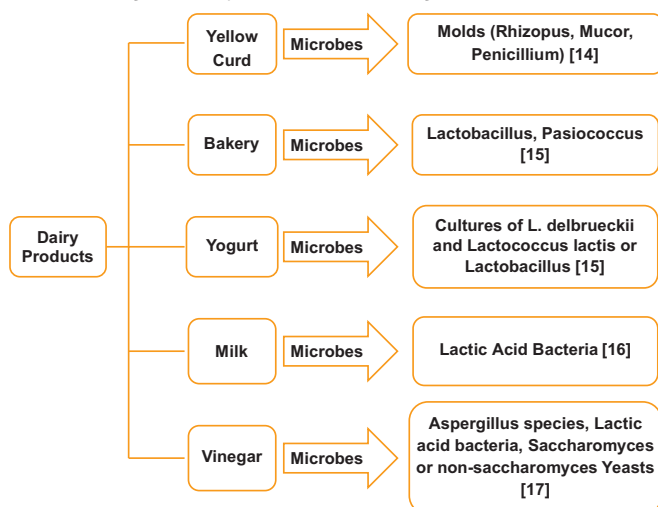 Dairy
Products
Yellow
Curd
Microbes
Molds (Rhizopus, Mucor,
Penicillium) [14]
Bakery
Microbes
Lactobacillus, Pasiococcus
[15]
Yogurt
Microbes
Cultures of L. delbrueckii
and Lactococcus lactis or
Lactobacillus [15]
Milk
Microbes
Lactic Acid Bacteria [16]
Vinegar
Microbes
Aspergillus species, Lactic
acid bacteria, Saccharomyces
or non-saccharomyces Yeasts
[17]